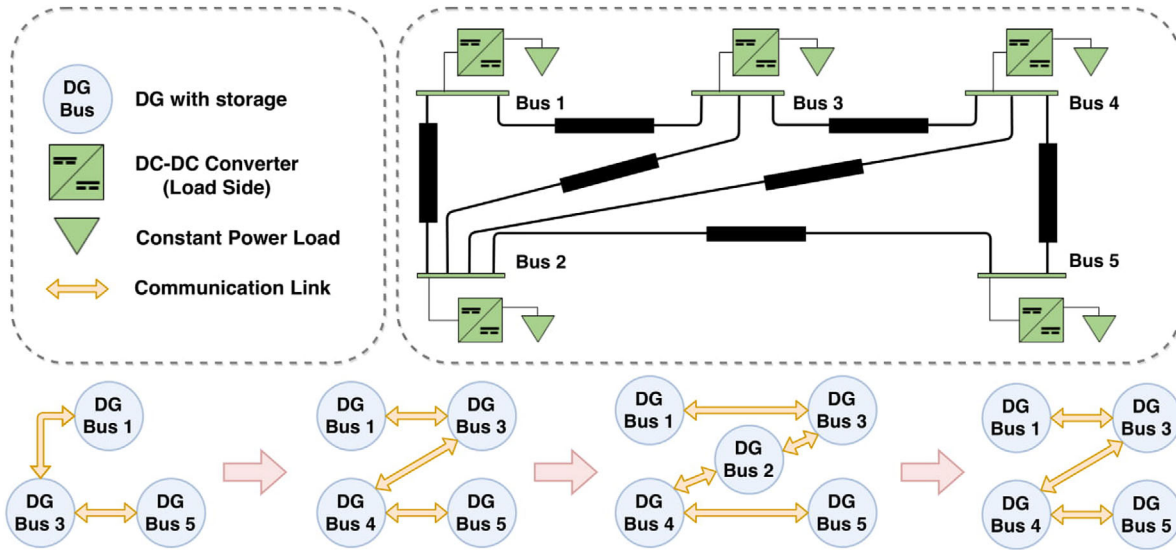 DG
Bus
DG with storage
DC-DC Converter
(Load Side)
Constant Power Load
Communication Link
Bus 1
Bus 3
Bus 4
Bus 2
Bus 5
DG
Bus 1
DG
Bus 3
DG
Bus 5
DG
Bus 1
DG
Bus 3
DG
Bus 4
DG
Bus 5
DG
Bus 1
DG
Bus 3
DG
Bus 2
DG
Bus 4
DG
Bus 5
DG
Bus 1
DG
Bus 3
DG
Bus 4
DG
Bus 5